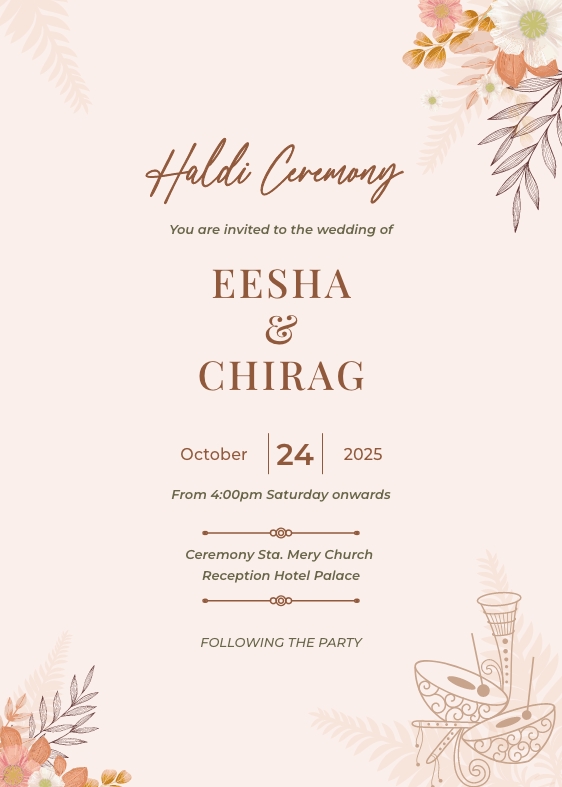 Haldi Ceremony
You are invited to the wedding of
EESHA
&
CHIRAG
October 24 2025
From 4:00pm Saturday onwards
Ceremony Sta. Mery Church
Reception Hotel Palace
FOLLOWING THE PARTY